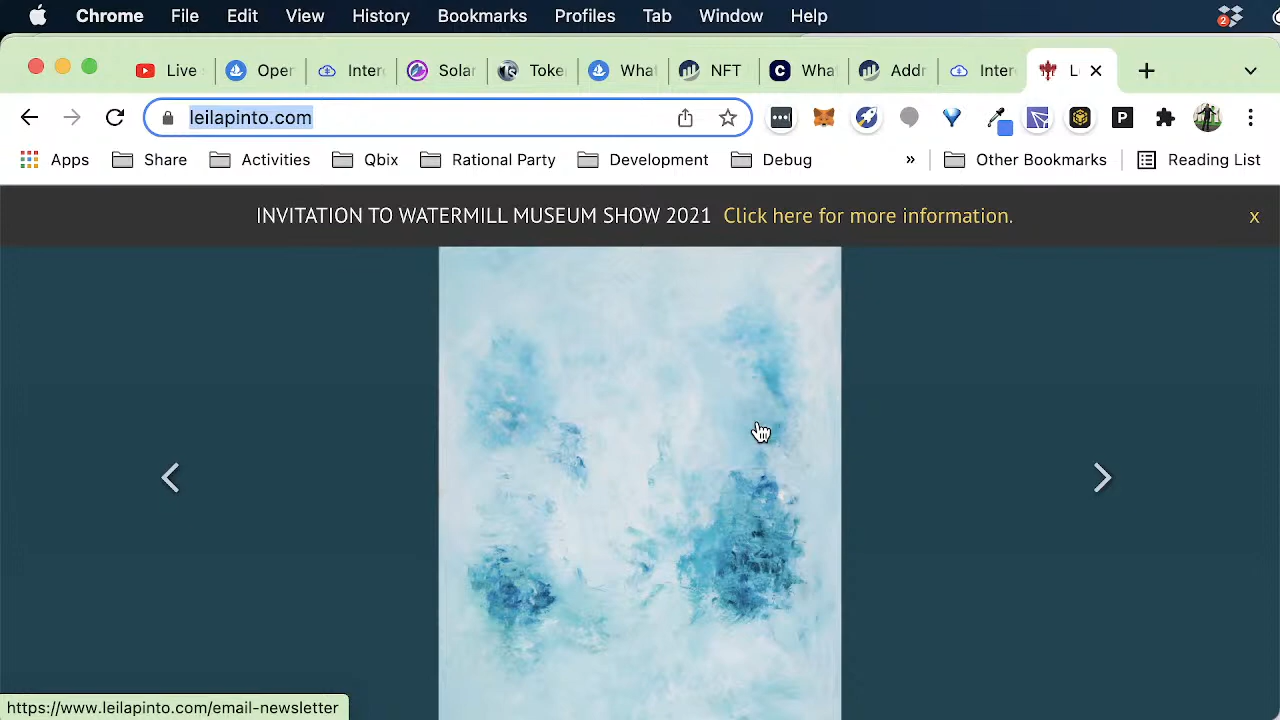 Chrome File Edit View History Bookmarks Profiles Tab Window Help 2
Live Oper Inter Solar Toke What NFT What Addr Inter L
leilapinto.com P
Apps Share Activities Qbix Rational Party Development Debug » Other Bookmarks Reading List
INVITATION TO WATERMILL MUSEUM SHOW 2021 Click here for more information. x
https://www.leilapinto.com/email-newsletter